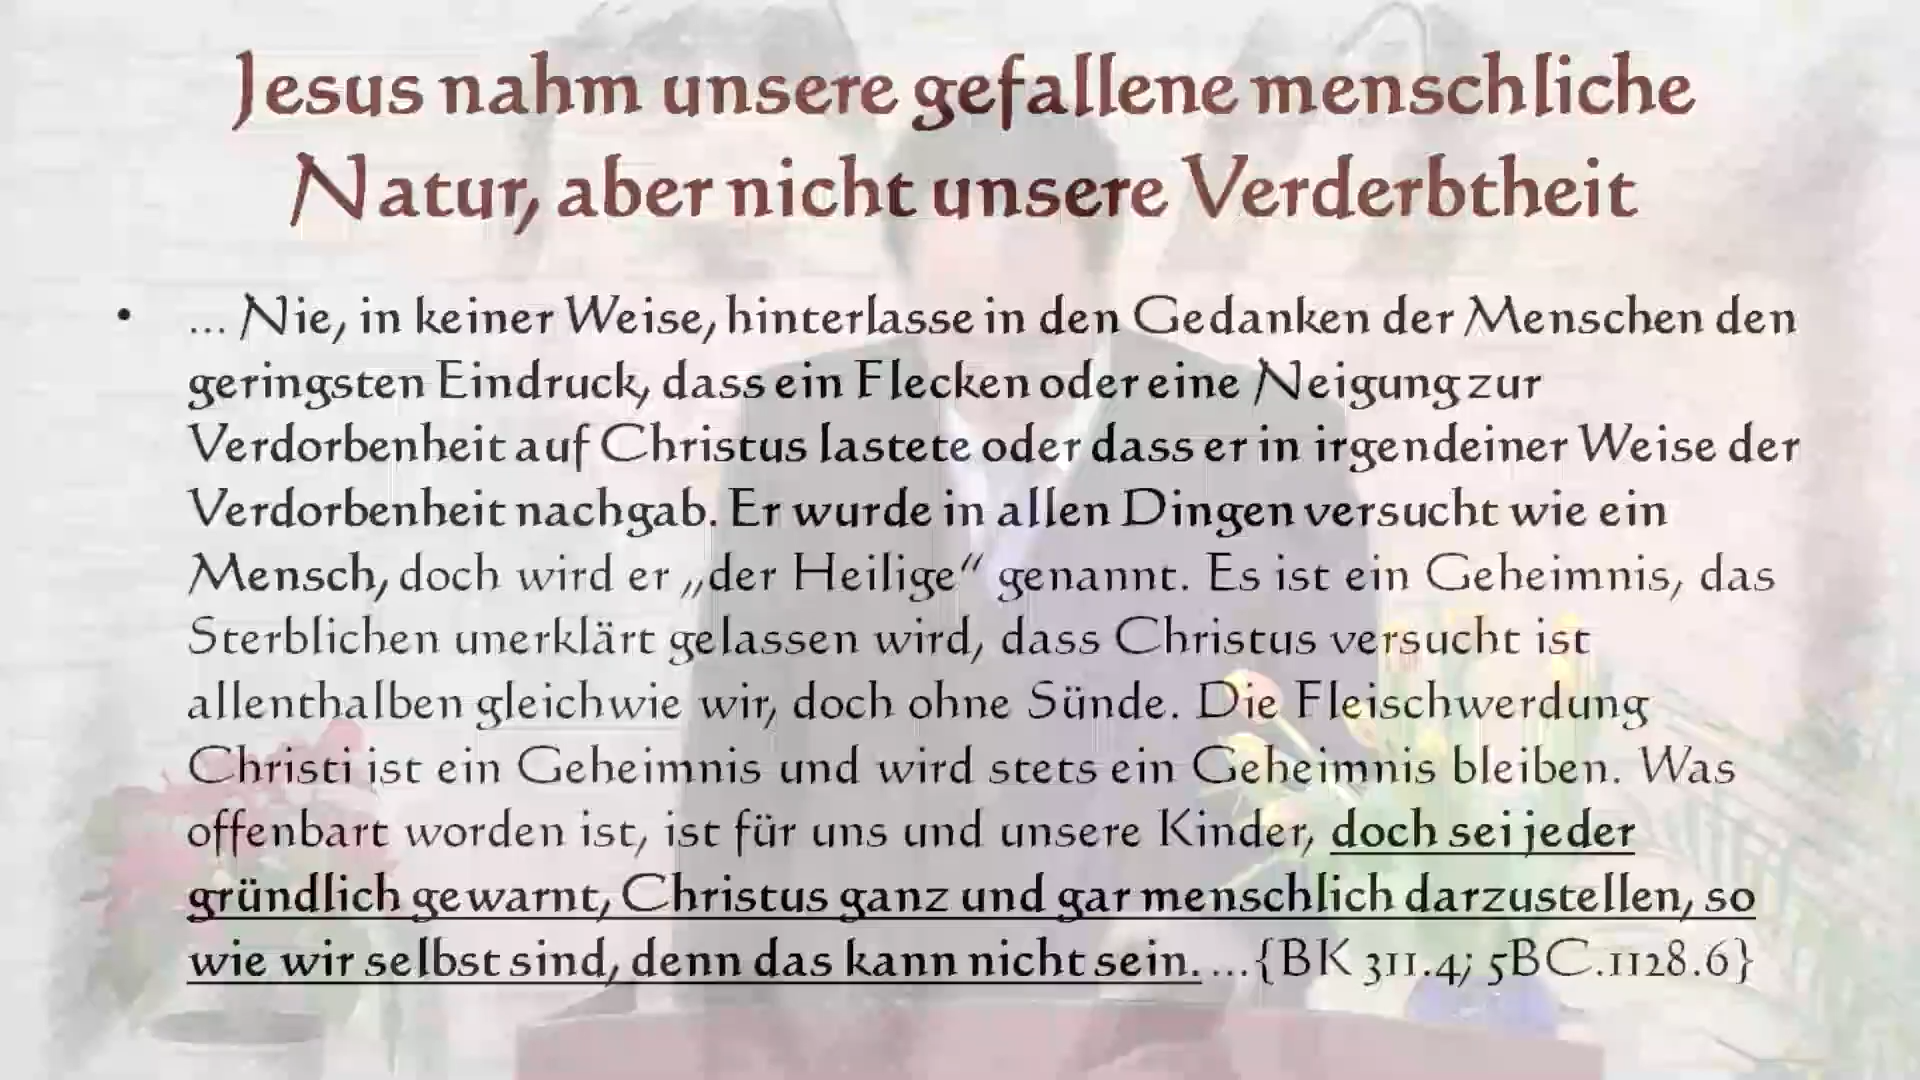 Jesus nahm unsere gefallene menschliche
Natur, aber nicht unsere Verderbtheit
• ... Nie, in keiner Weise, hinterlasse in den Gedanken der Menschen den
geringsten Eindruck, dass ein Flecken oder eine Neigung zur
Verdorbenheit auf Christus lastete oder dass er in irgendeiner Weise der
Verdorbenheit nachgab. Er wurde in allen Dingen versucht wie ein
Mensch, doch wird er „der Heilige“ genannt. Es ist ein Geheimnis, das
Sterblichen unerklärt gelassen wird, dass Christus versucht ist
allenthalben gleichwie wir, doch ohne Sünde. Die Fleischwerdung
Christi ist ein Geheimnis und wird stets ein Geheimnis bleiben. Was
offenbart worden ist, ist für uns und unsere Kinder, doch sei jeder
gründlich gewarnt, Christus ganz und gar menschlich darzustellen, so
wie wir selbst sind, denn das kann nicht sein. ... {BK 311.4; 5BC.1128.6}